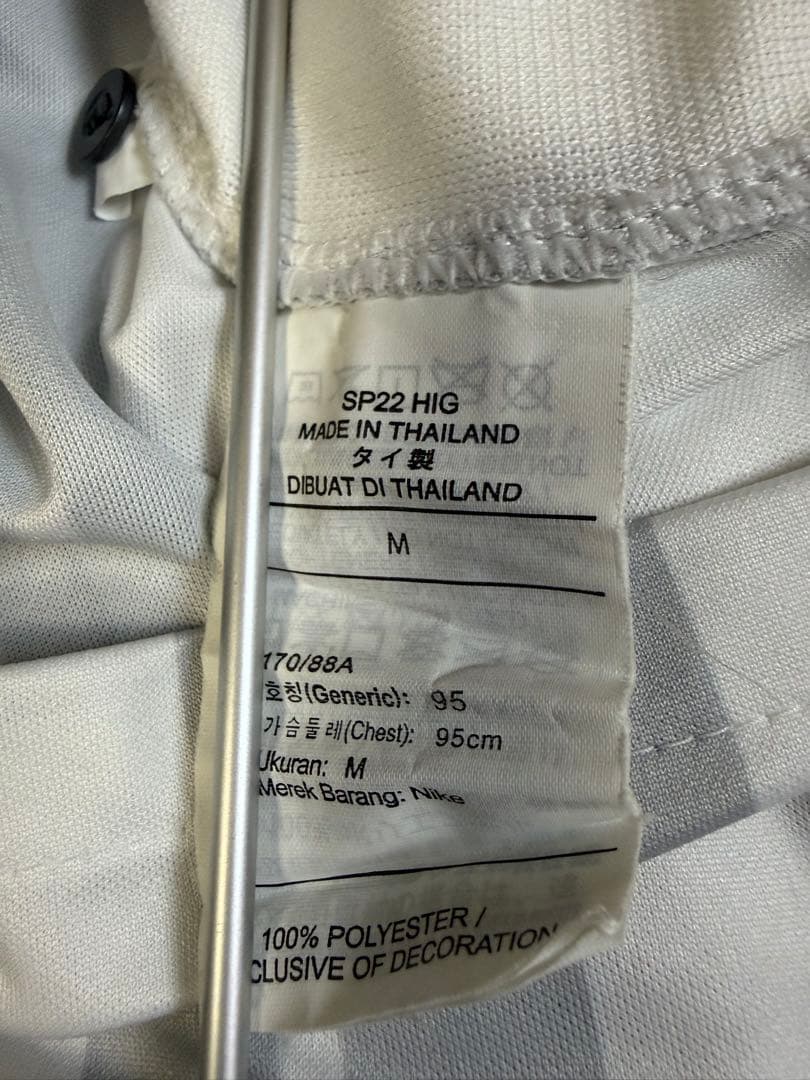 SP22 HIG
MADE IN THAILAND
タイ製
DIBUAT DI THAILAND
M
170/88A
호칭(Generic): 95
가슴둘레(Chest): 95cm
Ukuran: M
Merek Barang: Nike
100% POLYESTER /
CLUSIVE OF DECORATION